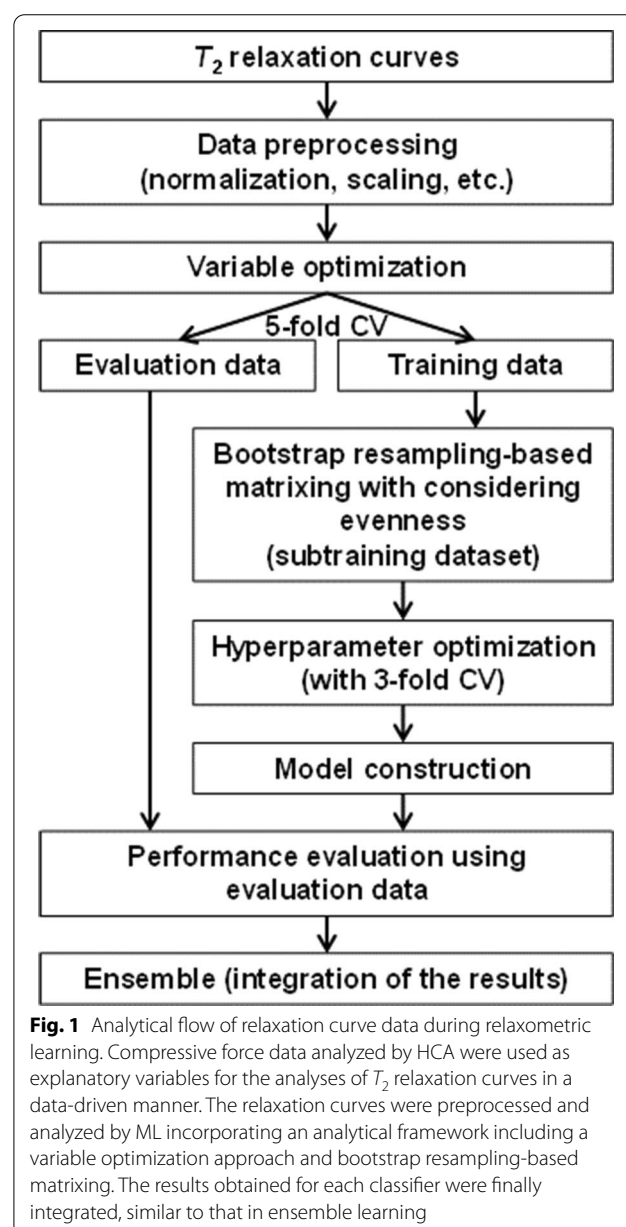 T2 relaxation curves
Data preprocessing
(normalization, scaling, etc.)
Variable optimization
5-fold CV
Evaluation data
Training data
Bootstrap resampling-based
matrixing with considering
evenness
(subtraining dataset)
Hyperparameter optimization
(with 3-fold CV)
Model construction
Performance evaluation using
evaluation data
Ensemble (integration of the results)
Fig. 1 Analytical flow of relaxation curve data during relaxometric
learning. Compressive force data analyzed by HCA were used as
explanatory variables for the analyses of T2 relaxation curves in a
data-driven manner. The relaxation curves were preprocessed and
analyzed by ML incorporating an analytical framework including a
variable optimization approach and bootstrap resampling-based
matrixing. The results obtained for each classifier were finally
integrated, similar to that in ensemble learning